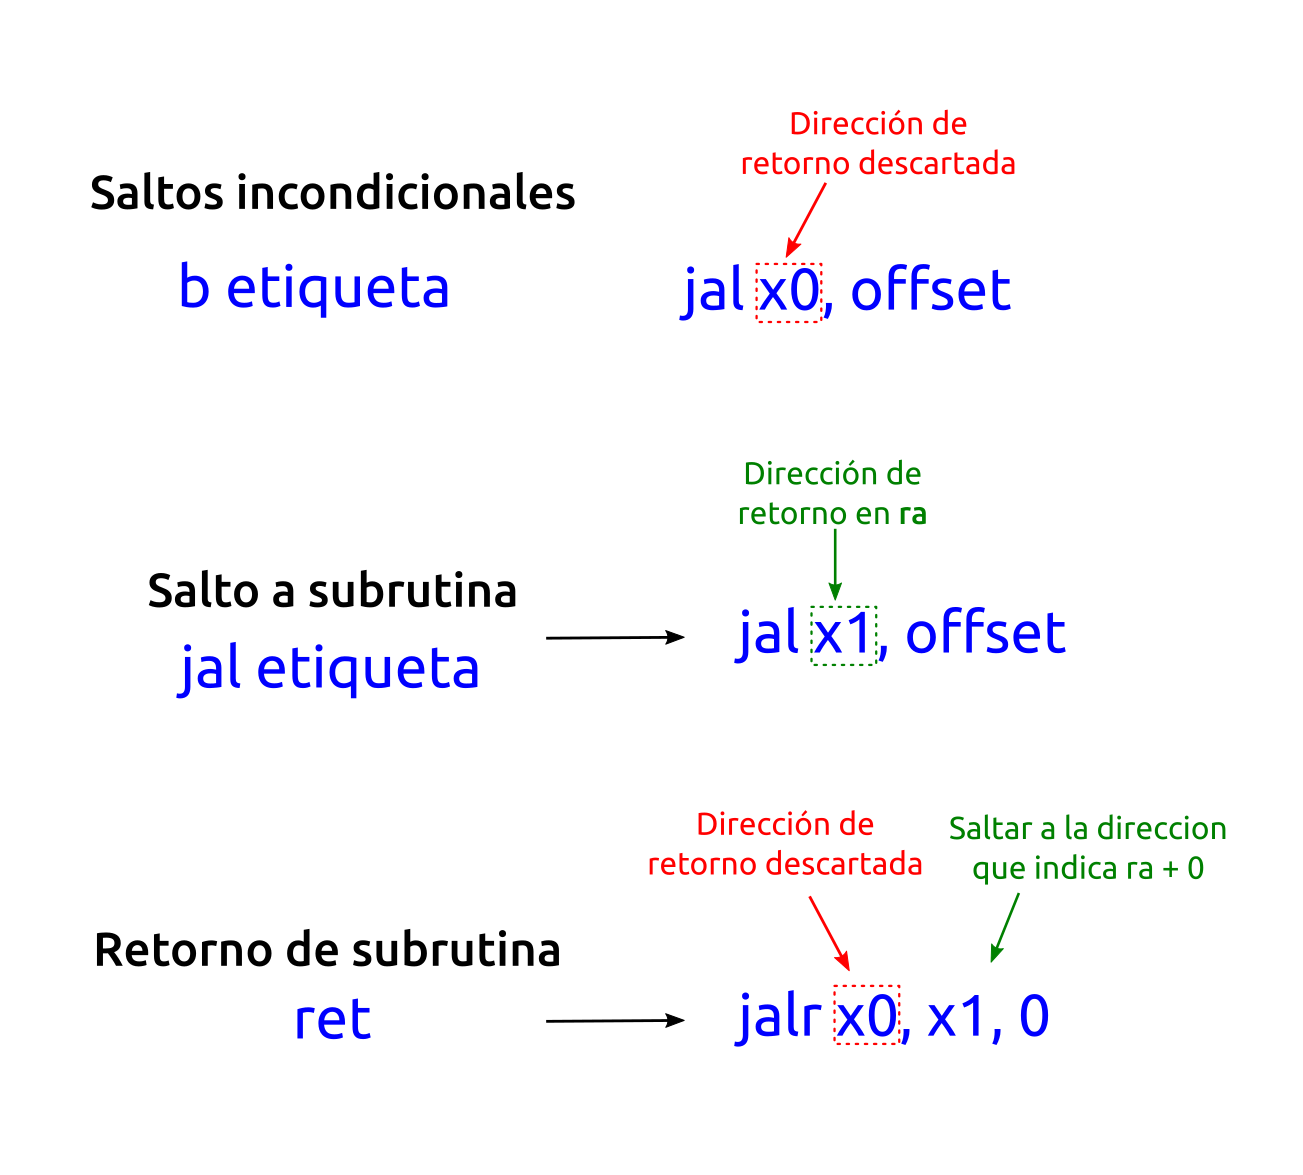 Dirección de
retorno descartada
Saltos incondicionales
b etiqueta
jal x0, offset
Dirección de
retorno en ra
Salto a subrutina
jal etiqueta
jal x1, offset
Dirección de
retorno descartada
Saltar a la direccion
que indica ra + 0
Retorno de subrutina
ret
jalr x0, x1, 0